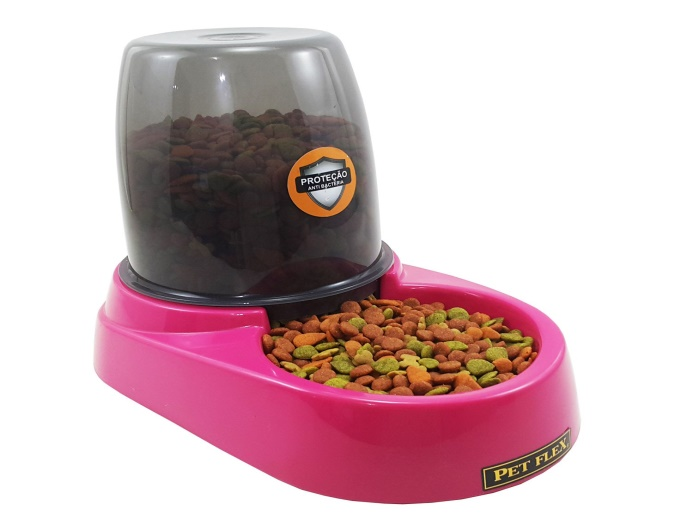 PROTEÇÃO
ANTI BACTÉRIA
PET FLEX